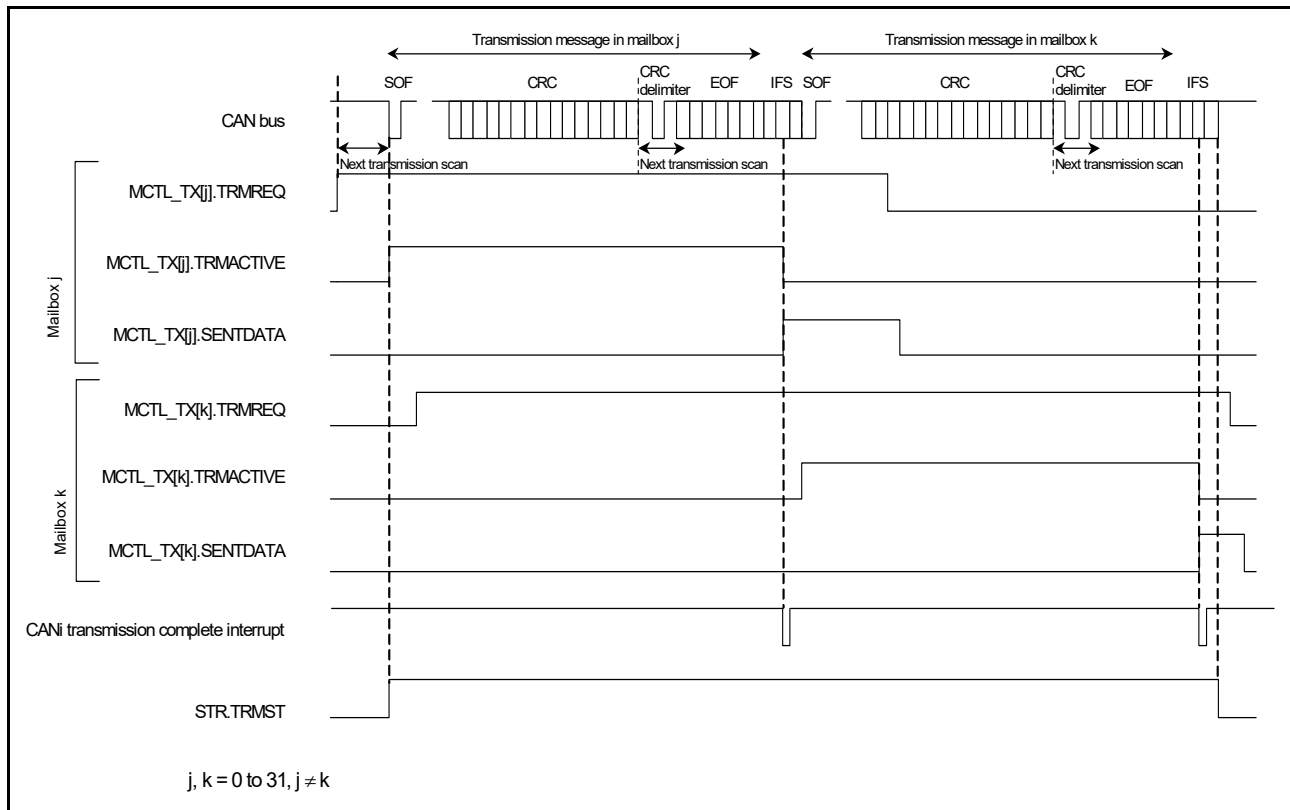 Transmission message in mailbox j
Transmission message in mailbox k
SOF
CRC
CRC delimiter
EOF
IFS
SOF
CRC
CRC delimiter
EOF
IFS
CAN bus
Next transmission scan
Next transmission scan
Next transmission scan
Mailbox j
MCTL_TX[j].TRMREQ
MCTL_TX[j].TRMACTIVE
MCTL_TX[j].SENTDATA
Mailbox k
MCTL_TX[k].TRMREQ
MCTL_TX[k].TRMACTIVE
MCTL_TX[k].SENTDATA
CANi transmission complete interrupt
STR.TRMST
j, k = 0 to 31, j ≠ k